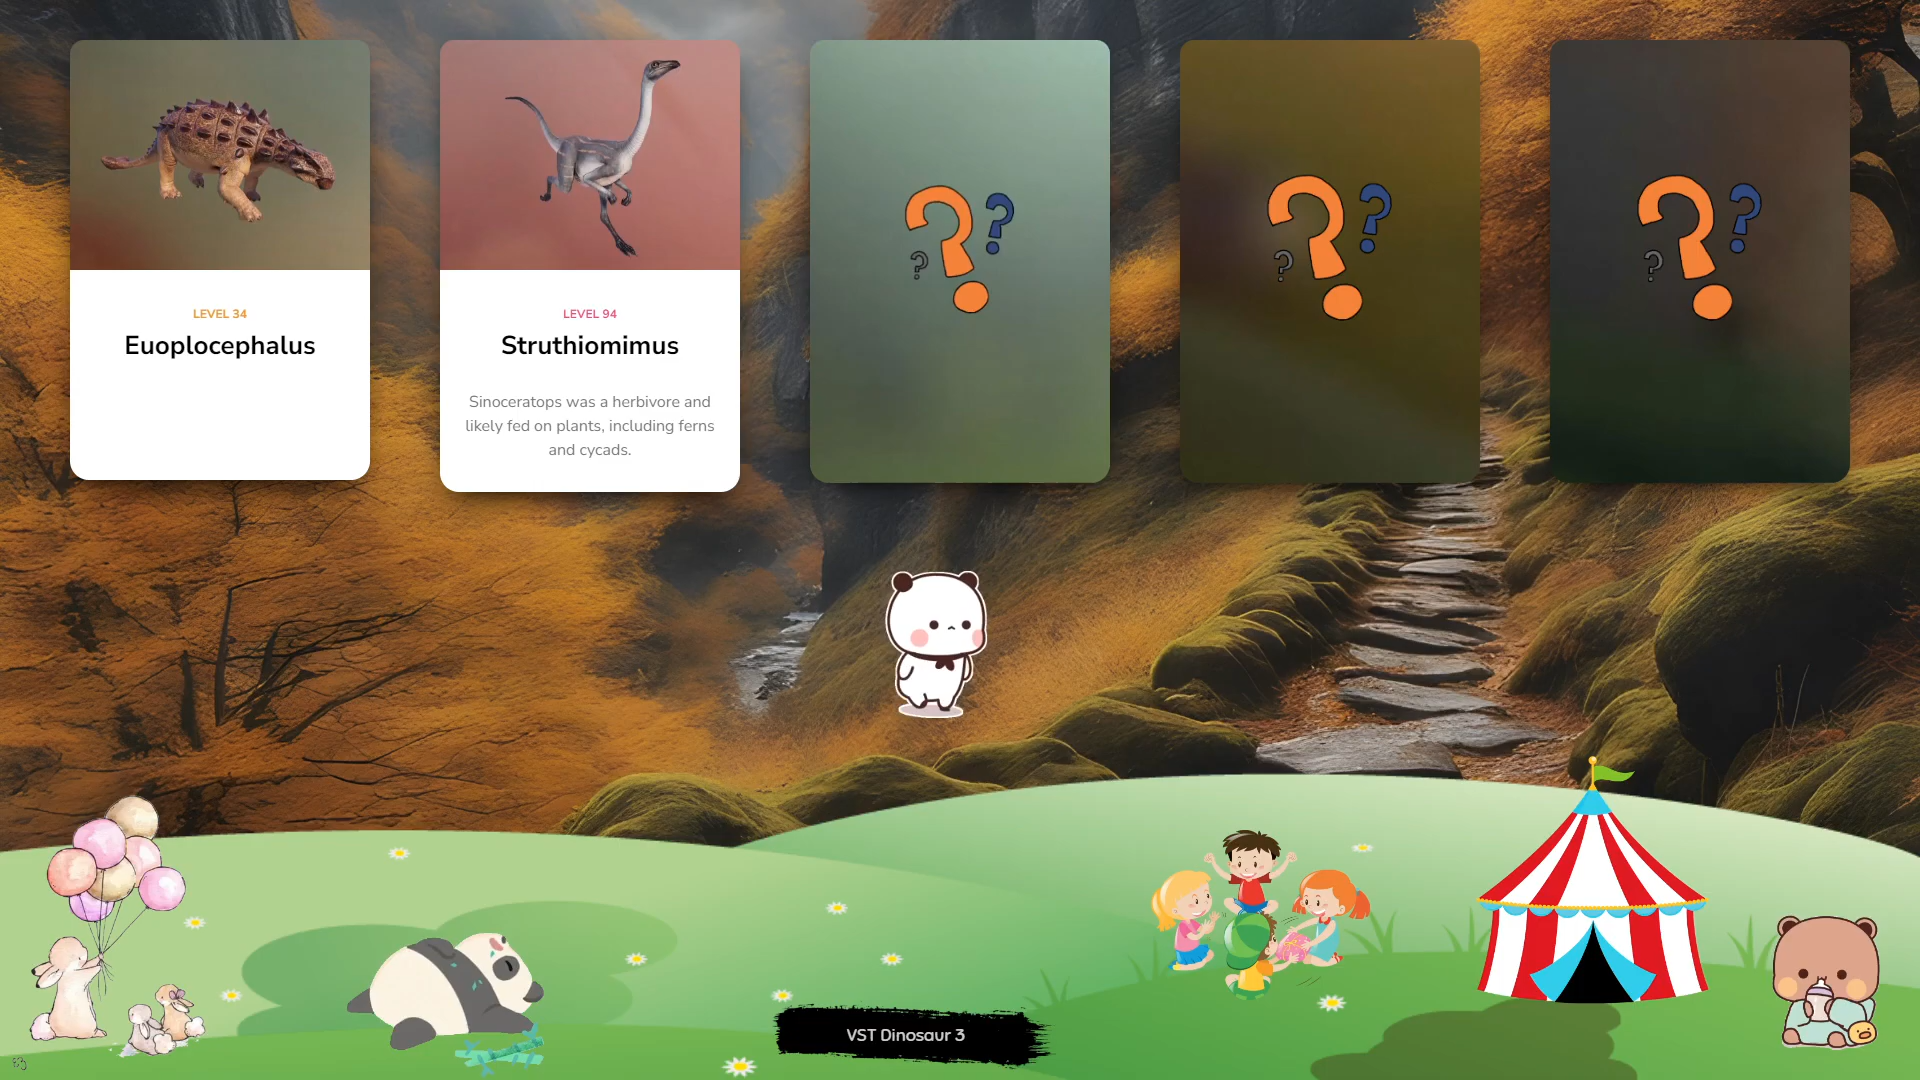 LEVEL 34
Euoplocephalus
LEVEL 94
Struthiomimus
Sinoceratops was a herbivore and
likely fed on plants, including ferns
and cycads.
? ? ?
? ? ?
? ? ?
VST Dinosaur 3